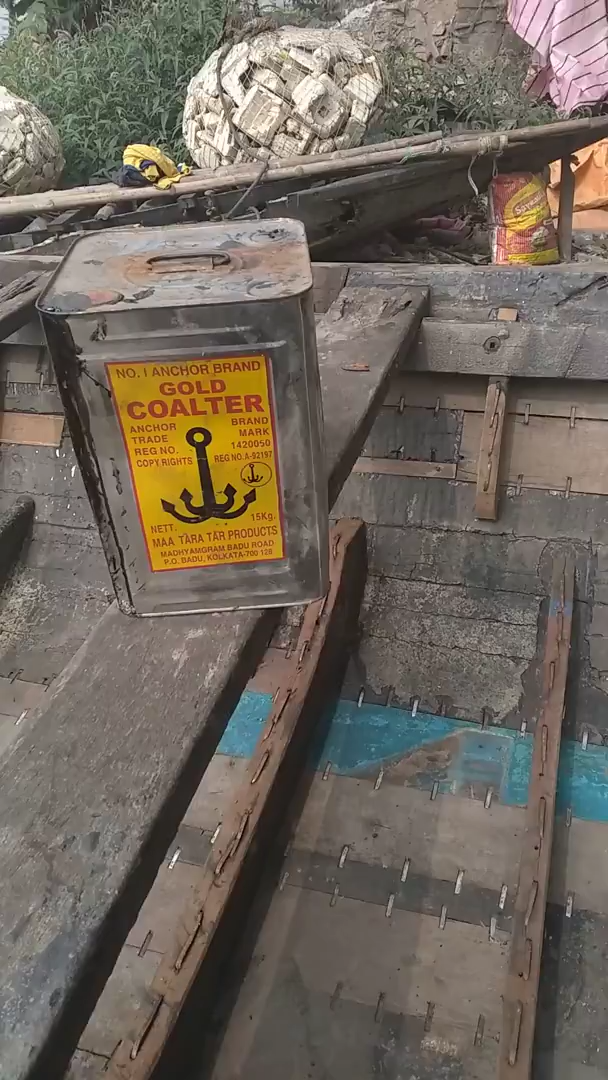 NO. 1 ANCHOR BRAND
GOLD
COALTER
ANCHOR BRAND
TRADE MARK
REG NO. 1420050
COPY RIGHTS REG NO. A-92197
NETT. 15Kg.
MAA TARA TAR PRODUCTS
MADHYAMGRAM BADU ROAD
P.O. BADU, KOLKATA-700 128